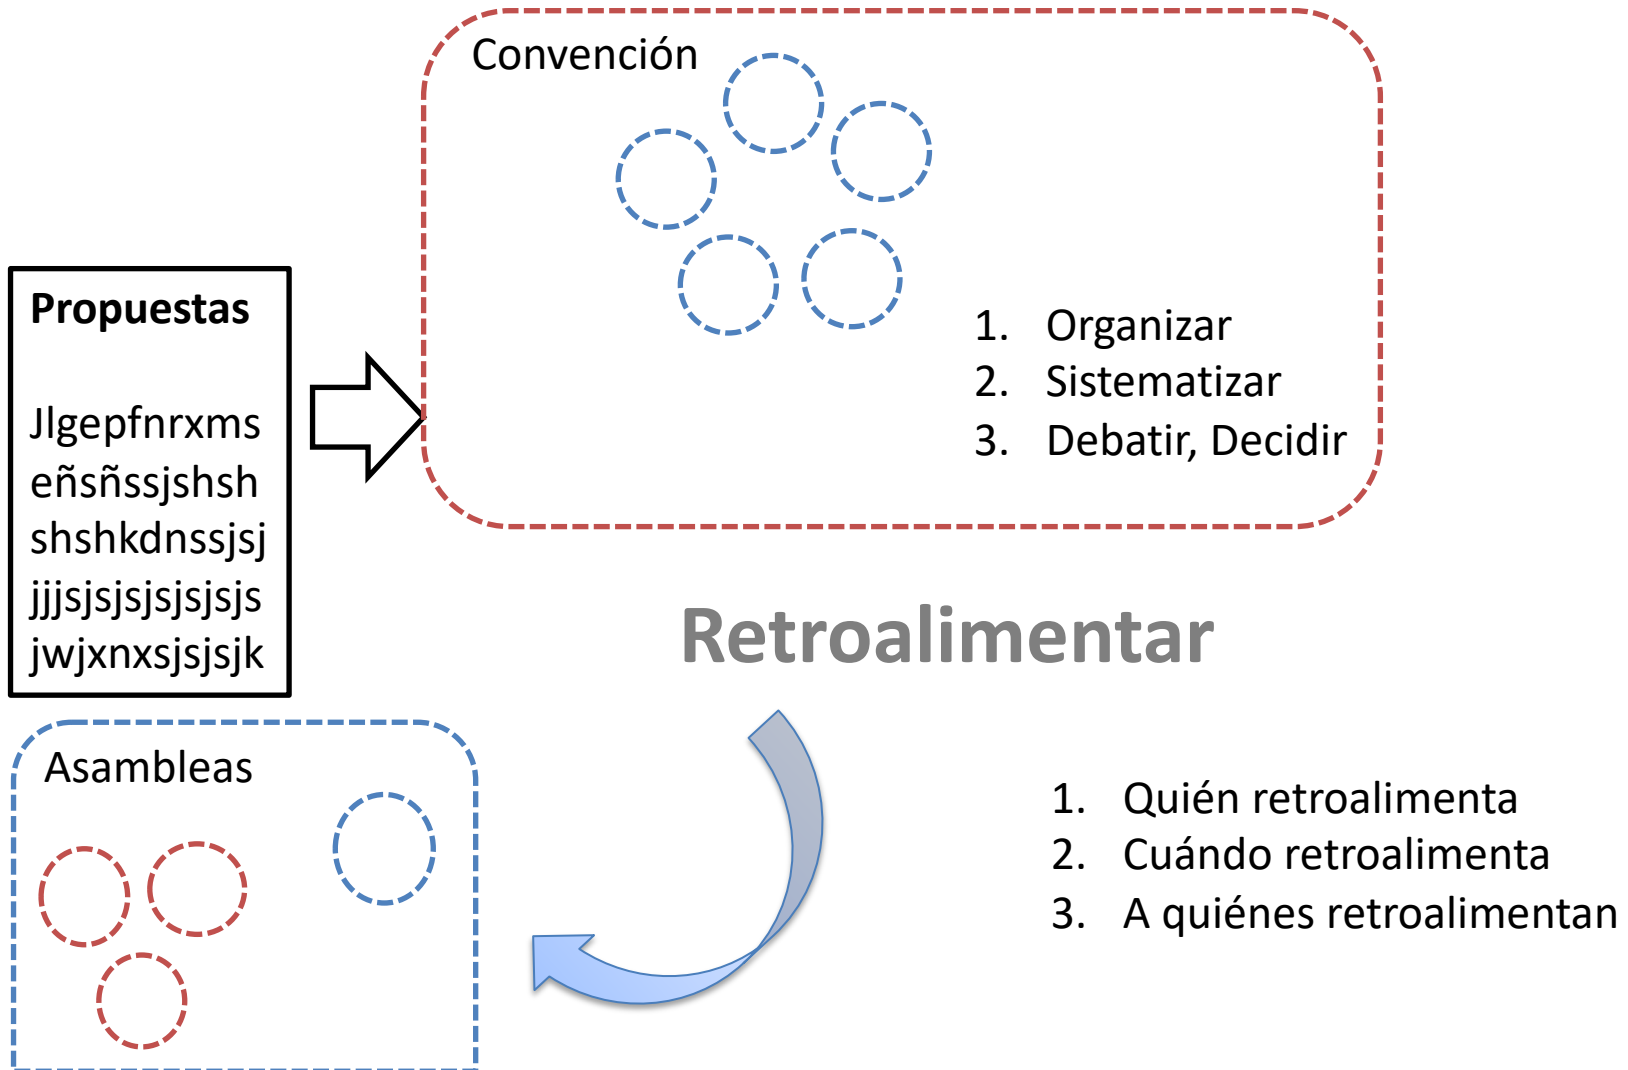 Convención
1. Organizar
2. Sistematizar
3. Debatir, Decidir
Propuestas
Jlgepfnrxms
eñsñssjshsh
shshkdnssjsj
jjjsjsjsjsjsjsjs
jwjxnxsjsjsjk
Retroalimentar
Asambleas
1. Quién retroalimenta
2. Cuándo retroalimenta
3. A quiénes retroalimentan